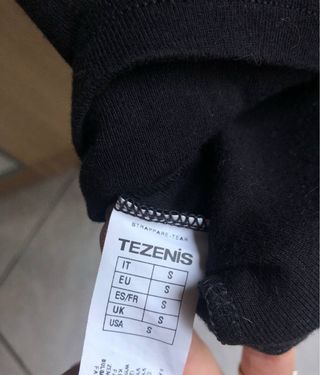 STRAPPARE-TEAR
TEZENIS
IT S
EU S
ES/FR S
UK S
USA S